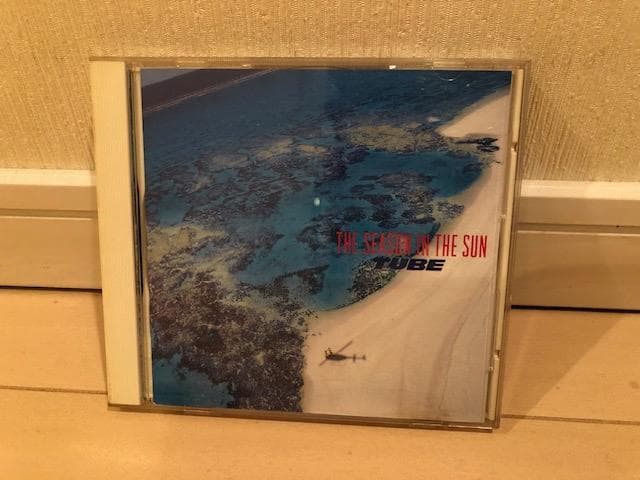 THE SEASON IN THE SUN
TUBE